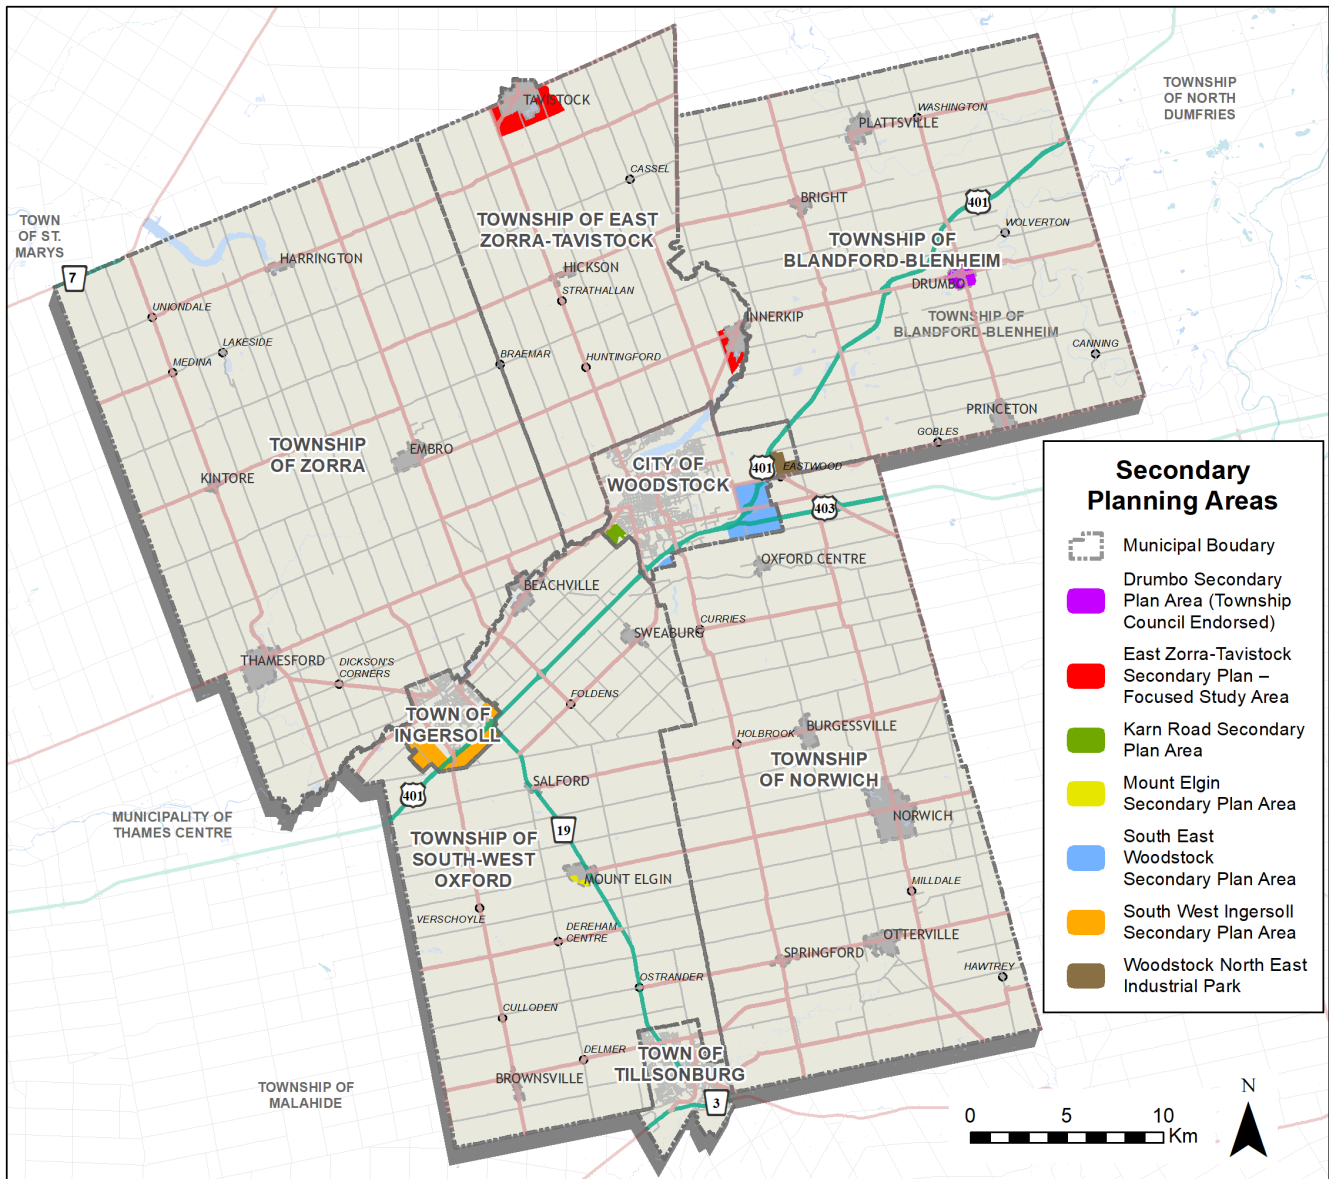 TOWNSHIP
OF NORTH
DUMFRIES
TAVISTOCK
WASHINGTON
PLATTSVILLE
CASSEL
BRIGHT
401
TOWN
OF ST.
MARYS
TOWNSHIP OF EAST
ZORRA-TAVISTOCK
WOLVERTON
TOWNSHIP OF
BLANDFORD-BLENHEIM
HARRINGTON
7
HICKSON
STRATHALLAN
DRUMBO
UNIONDALE
INNERKIP
TOWNSHIP OF
BLANDFORD-BLENHEIM
LAKESIDE
MEDINA
BRAEMAR
HUNTINGFORD
CANNING
PRINCETON
GOBLES
TOWNSHIP
OF ZORRA
EMBRO
KINTORE
CITY OF
WOODSTOCK
401
EASTWOOD
403
OXFORD CENTRE
BEACHVILLE
CURRIES
SWEABURG
THAMESFORD
DICKSON'S
CORNERS
FOLDENS
TOWN OF
INGERSOLL
BURGESSVILLE
HOLBROOK
TOWNSHIP
OF NORWICH
SALFORD
401
MUNICIPALITY OF
THAMES CENTRE
19
NORWICH
TOWNSHIP OF
SOUTH-WEST
OXFORD
MOUNT ELGIN
MILLDALE
VERSCHOYLE
DEREHAM
CENTRE
OTTERVILLE
SPRINGFORD
HAWTREY
OSTRANDER
CULLODEN
DELMER
TOWN OF
TILLSONBURG
BROWNSVILLE
TOWNSHIP OF
MALAHIDE
3
Secondary
Planning Areas
Municipal Boudary
Drumbo Secondary
Plan Area (Township
Council Endorsed)
East Zorra-Tavistock
Secondary Plan –
Focused Study Area
Karn Road Secondary
Plan Area
Mount Elgin
Secondary Plan Area
South East
Woodstock
Secondary Plan Area
South West Ingersoll
Secondary Plan Area
Woodstock North East
Industrial Park
0 5 10
Km
N